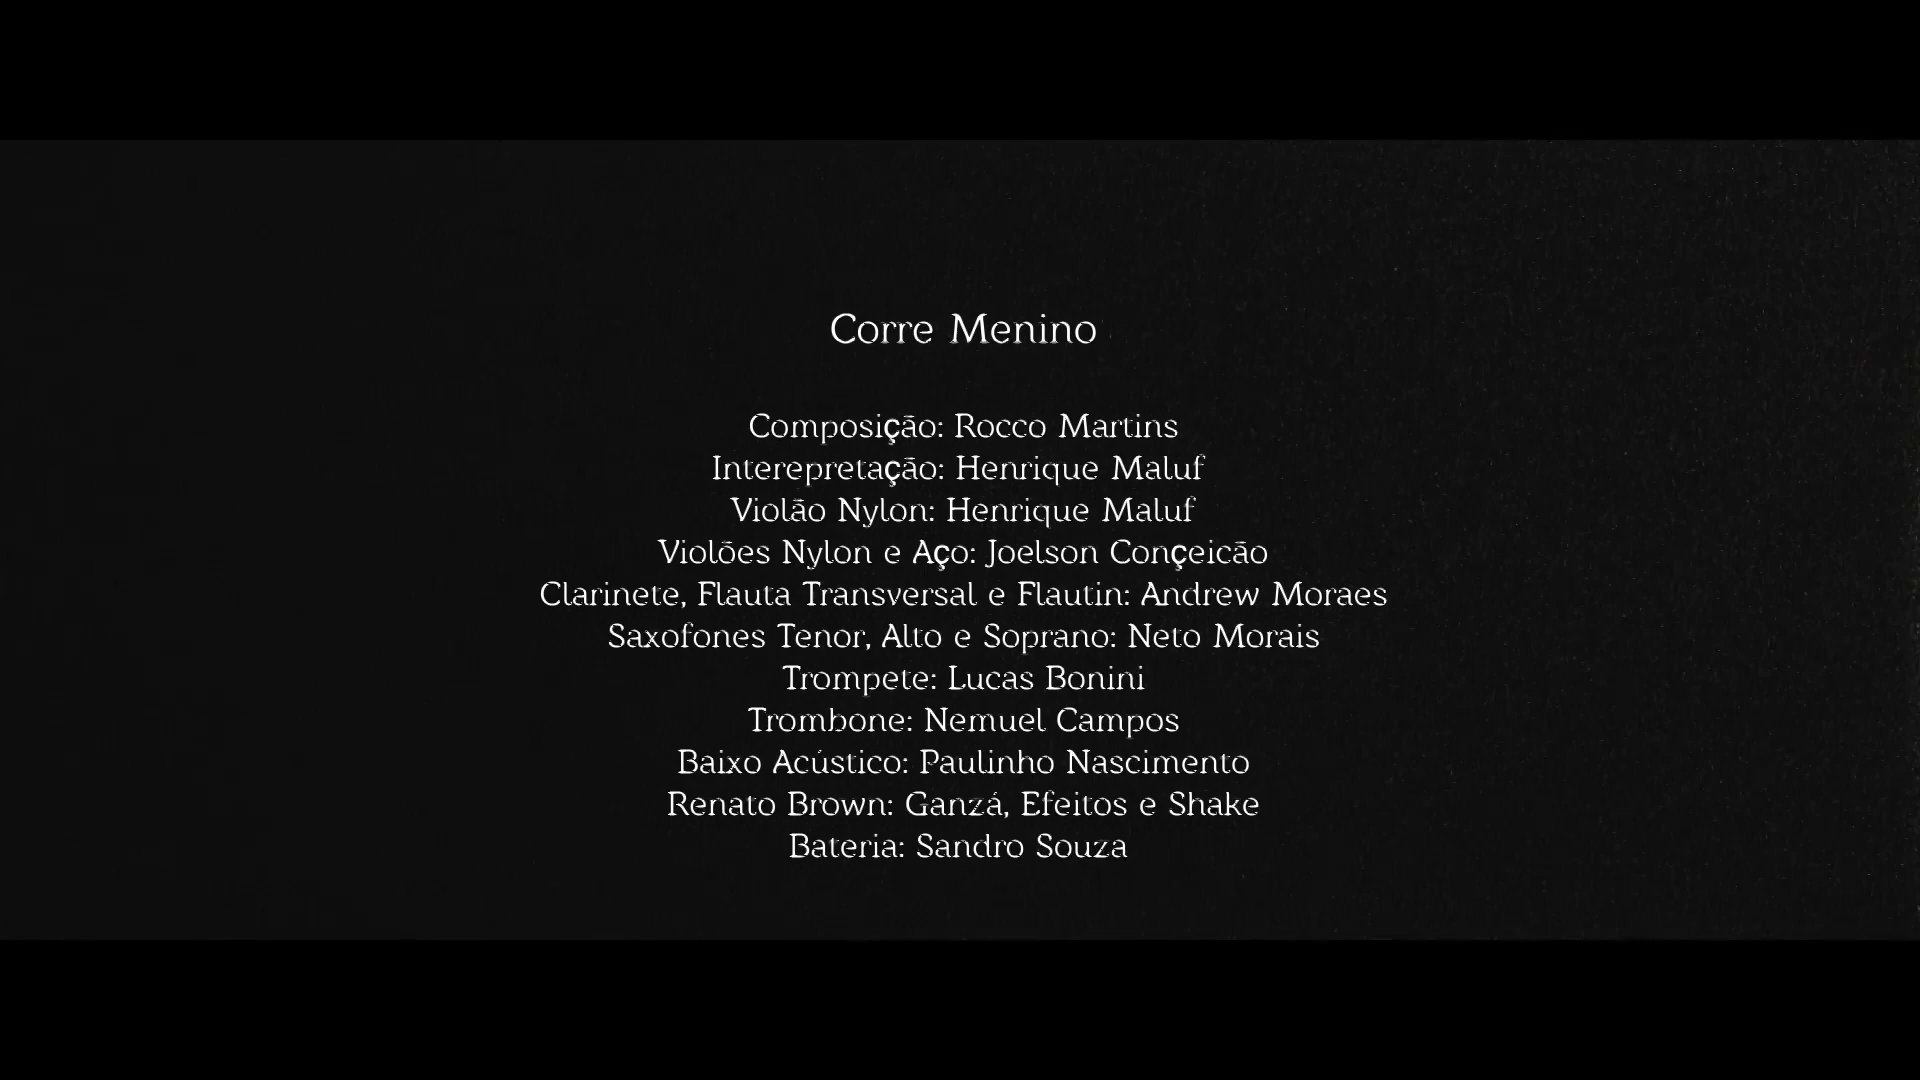 Corre Menino
Composição: Rocco Martins
Interepretação: Henrique Maluf
Violão Nylon: Henrique Maluf
Violões Nylon e Aço: Joelson Conçeicão
Clarinete, Flauta Transversal e Flautin: Andrew Moraes
Saxofones Tenor, Alto e Soprano: Neto Morais
Trompete: Lucas Bonini
Trombone: Nemuel Campos
Baixo Acústico: Paulinho Nascimento
Renato Brown: Ganzá, Efeitos e Shake
Bateria: Sandro Souza